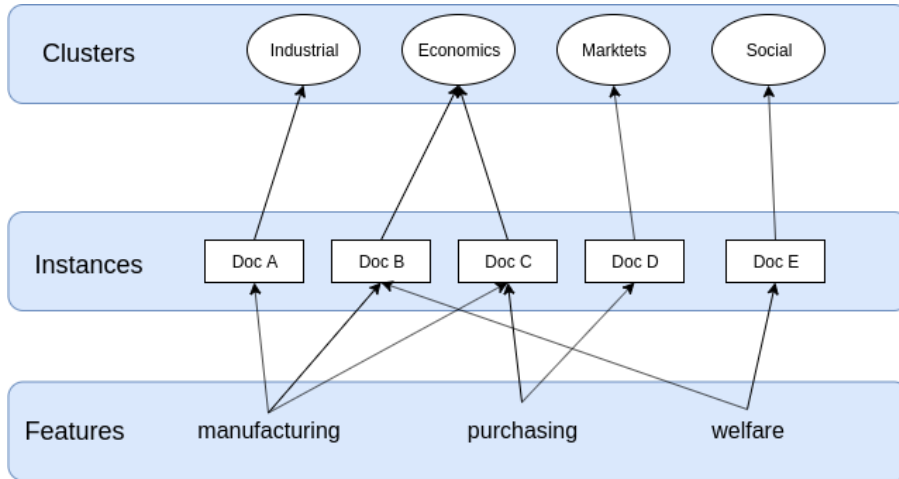 Clusters
Industrial
Economics
Marktets
Social
Instances
Doc A
Doc B
Doc C
Doc D
Doc E
Features
manufacturing
purchasing
welfare